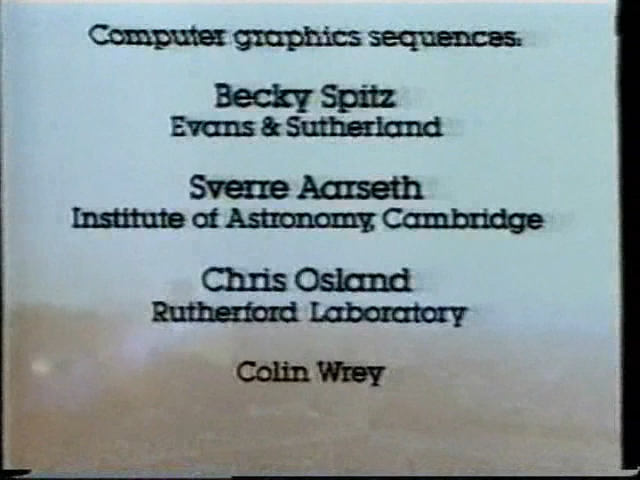 Computer graphics sequences:
Becky Spitz
Evans & Sutherland
Sverre Aarseth
Institute of Astronomy, Cambridge
Chris Osland
Rutherford Laboratory
Colin Wrey